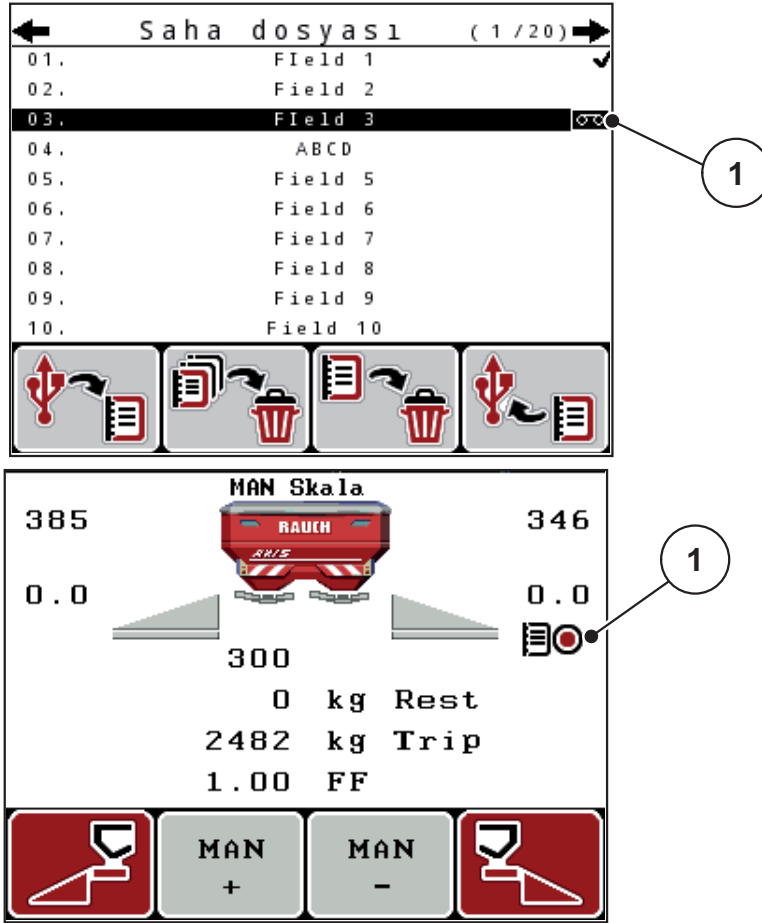 Saha dosyası (1/20)
01. FIeld 1
02. Field 2
03. FIeld 3
04. ABCD
05. Field 5
06. Field 6
07. Field 7
08. Field 8
09. Field 9
10. Field 10
1
MAN Skala
385 346
RAUCH
AXIS
0.0 0.0
1
300
0 kg Rest
2482 kg Trip
1.00 FF
MAN + MAN -